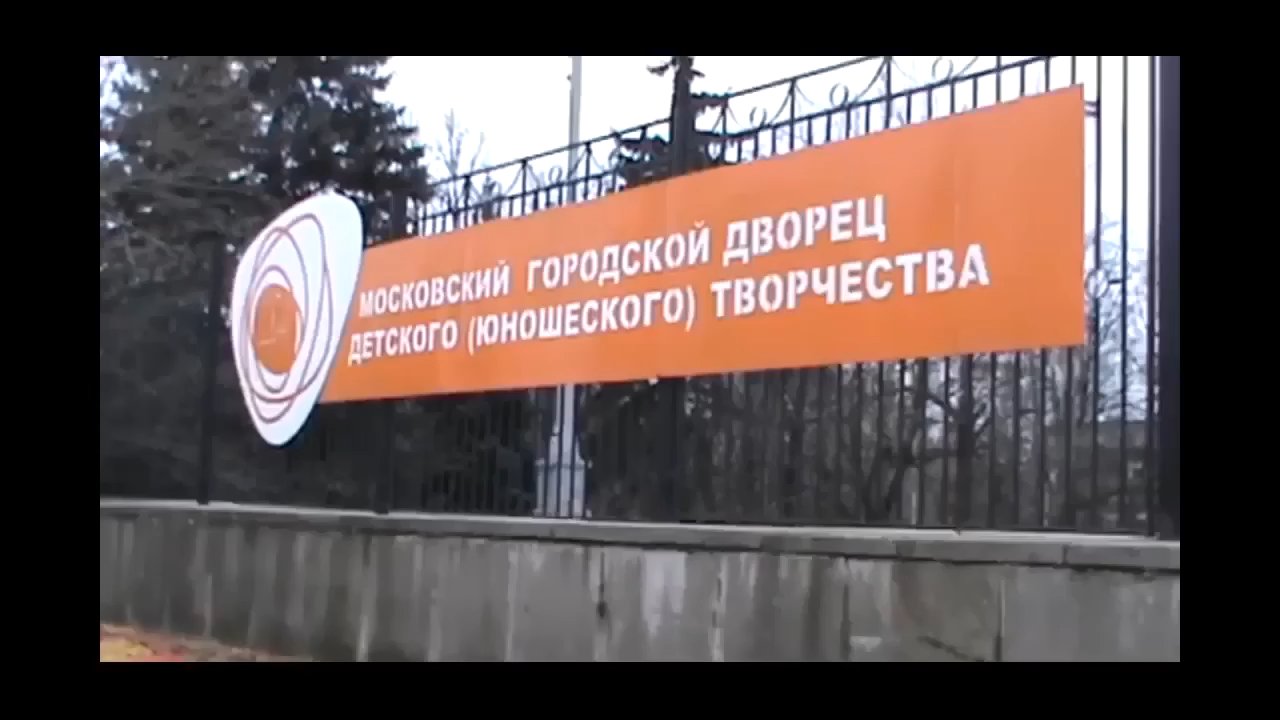 МОСКОВСКИЙ ГОРОДСКОЙ ДВОРЕЦ
ДЕТСКОГО (ЮНОШЕСКОГО) ТВОРЧЕСТВА